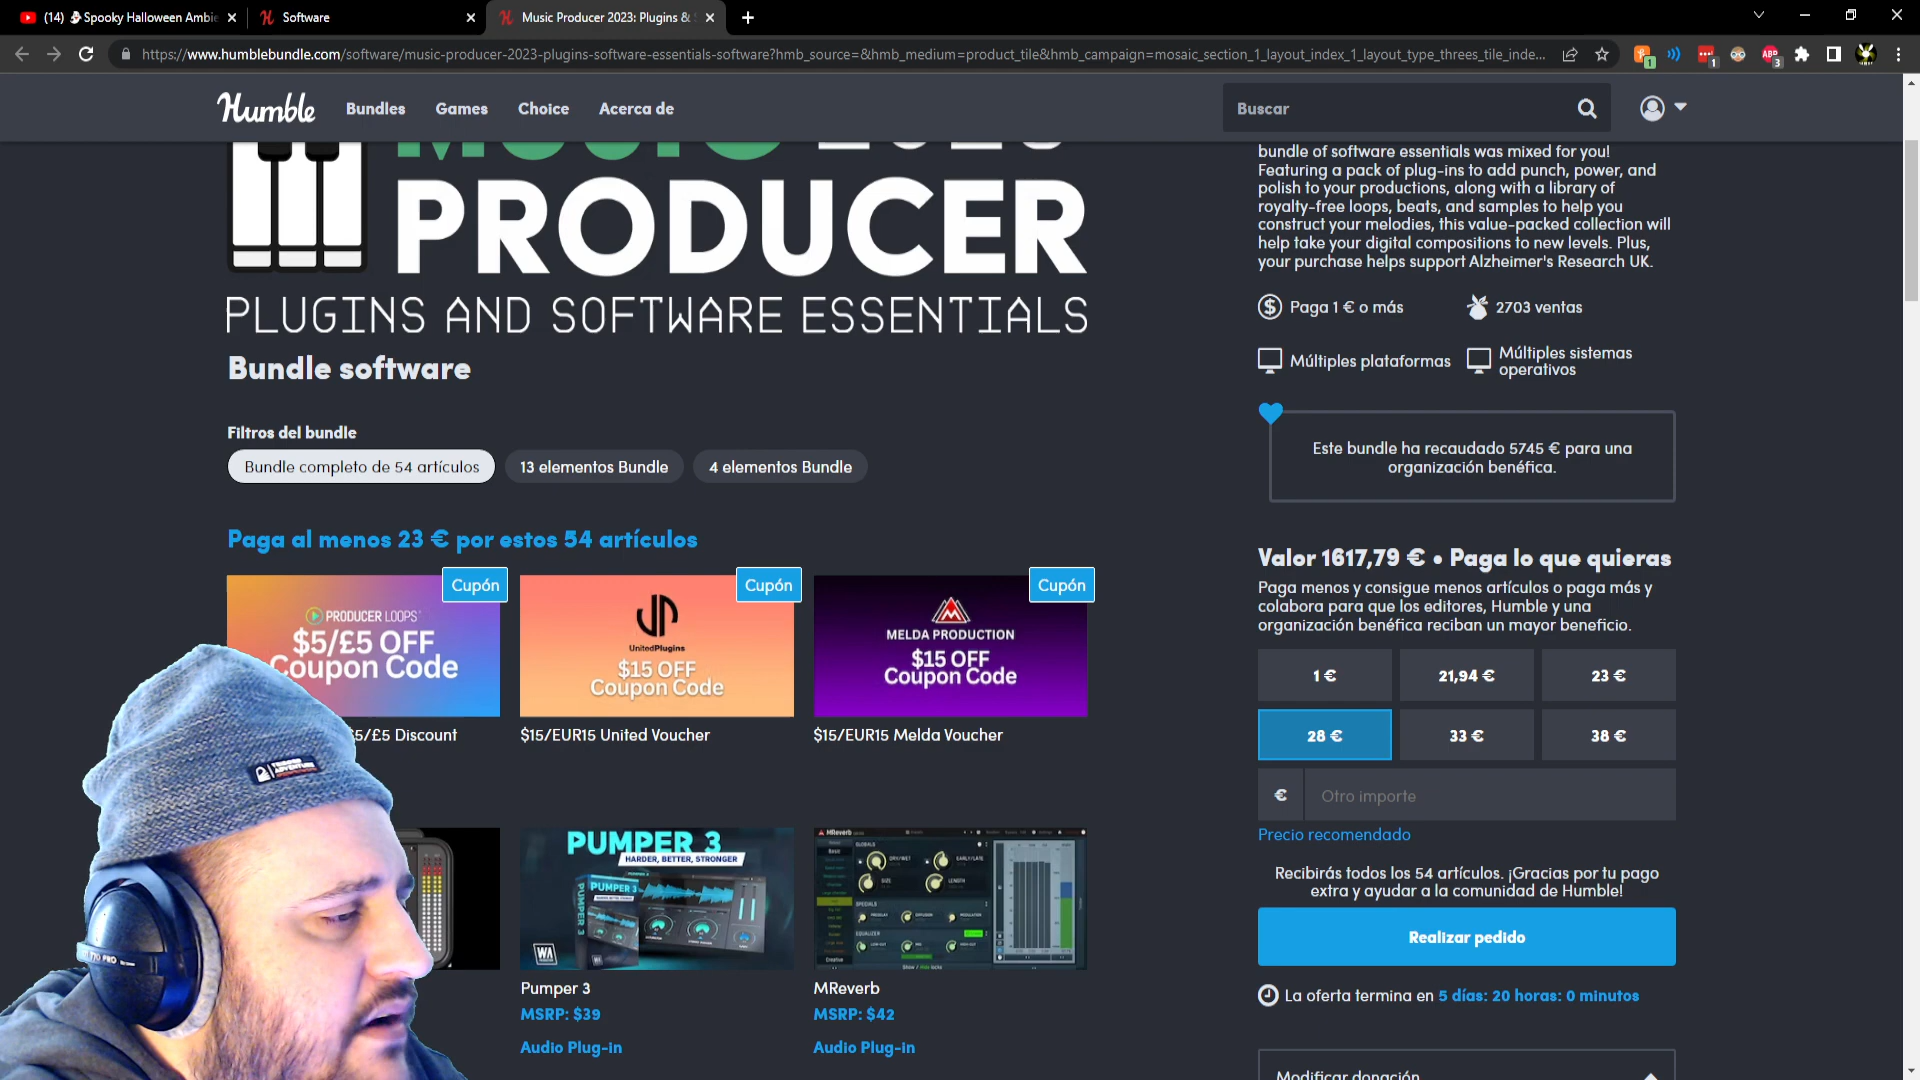 (14) Spooky Halloween Ambie
Software
Music Producer 2023: Plugins &
https://www.humblebundle.com/software/music-producer-2023-plugins-software-essentials-software?hmb_source=&hmb_medium=product_tile&hmb_campaign=mosaic_section_1_layout_index_1_layout_type_threes_tile_inde...
Humble
Bundles
Games
Choice
Acerca de
Buscar
PRODUCER
PLUGINS AND SOFTWARE ESSENTIALS
Bundle software
Filtros del bundle
Bundle completo de 54 artículos
13 elementos Bundle
4 elementos Bundle
Paga al menos 23 € por estos 54 artículos
Cupón
PRODUCER LOOPS
$5/£5 OFF
Coupon Code
5/£5 Discount
Cupón
UnitedPlugins
$15 OFF
Coupon Code
$15/EUR15 United Voucher
Cupón
MELDA PRODUCTION
$15 OFF
Coupon Code
$15/EUR15 Melda Voucher
PUMPER 3
HARDER, BETTER, STRONGER
PUMPER 3
Pumper 3
MSRP: $39
Audio Plug-in
MReverb
MReverb
MSRP: $42
Audio Plug-in
bundle of software essentials was mixed for you!
Featuring a pack of plug-ins to add punch, power, and
polish to your productions, along with a library of
royalty-free loops, beats, and samples to help you
construct your melodies, this value-packed collection will
help take your digital compositions to new levels. Plus,
your purchase helps support Alzheimer's Research UK.
Paga 1 € o más
2703 ventas
Múltiples plataformas
Múltiples sistemas
operativos
Este bundle ha recaudado 5745 € para una
organización benéfica.
Valor 1617,79 € • Paga lo que quieras
Paga menos y consigue menos artículos o paga más y
colabora para que los editores, Humble y una
organización benéfica reciban un mayor beneficio.
1 €
21,94 €
23 €
28 €
33 €
38 €
€
Otro importe
Precio recomendado
Recibirás todos los 54 artículos. ¡Gracias por tu pago
extra y ayudar a la comunidad de Humble!
Realizar pedido
La oferta termina en 5 días: 20 horas: 0 minutos
Modificar donación